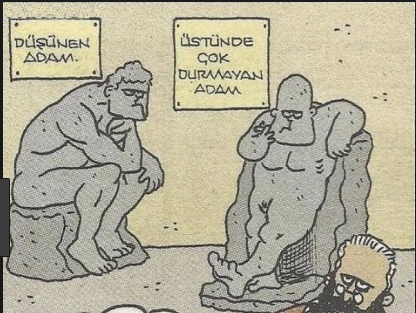 DÜŞÜNEN
ADAM.
ÜSTÜNDE
ÇOK
DURMAYAN
ADAM